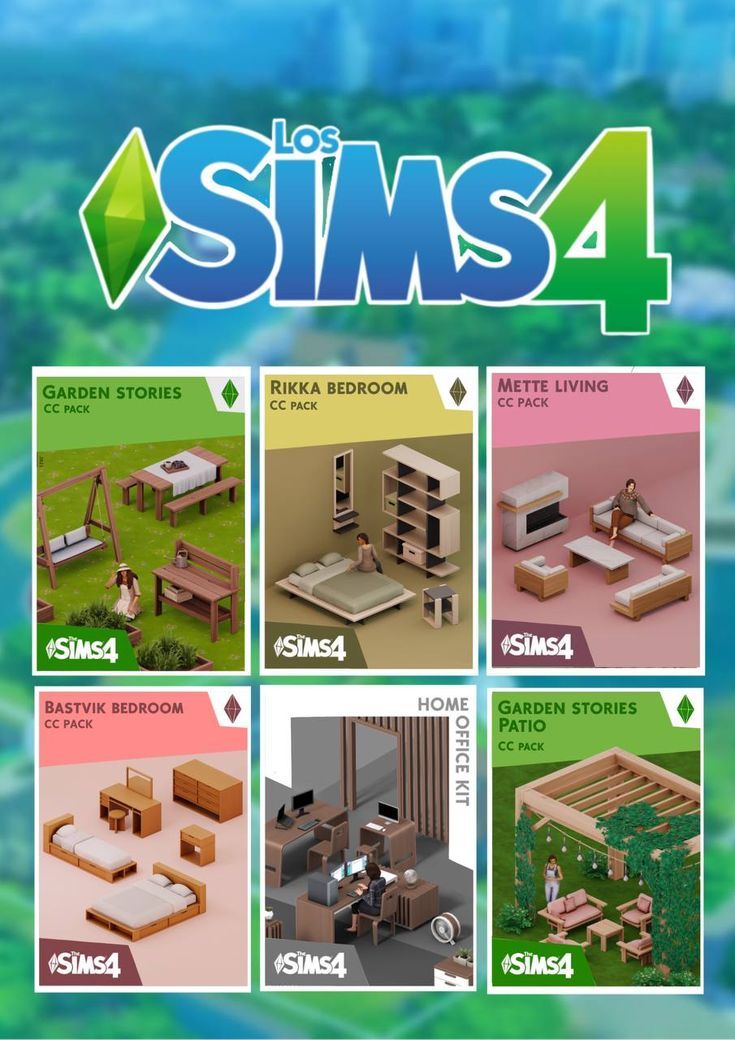 LOS
SIMS4
GARDEN STORIES
CC PACK
The
SIMS4
RIKKA BEDROOM
CC PACK
The
SIMS4
METTE LIVING
CC PACK
The
SIMS4
BASTVIK BEDROOM
CC PACK
The
SIMS4
HOME
OFFICE KIT
The
SIMS4
GARDEN STORIES
PATIO
CC PACK
The
SIMS4